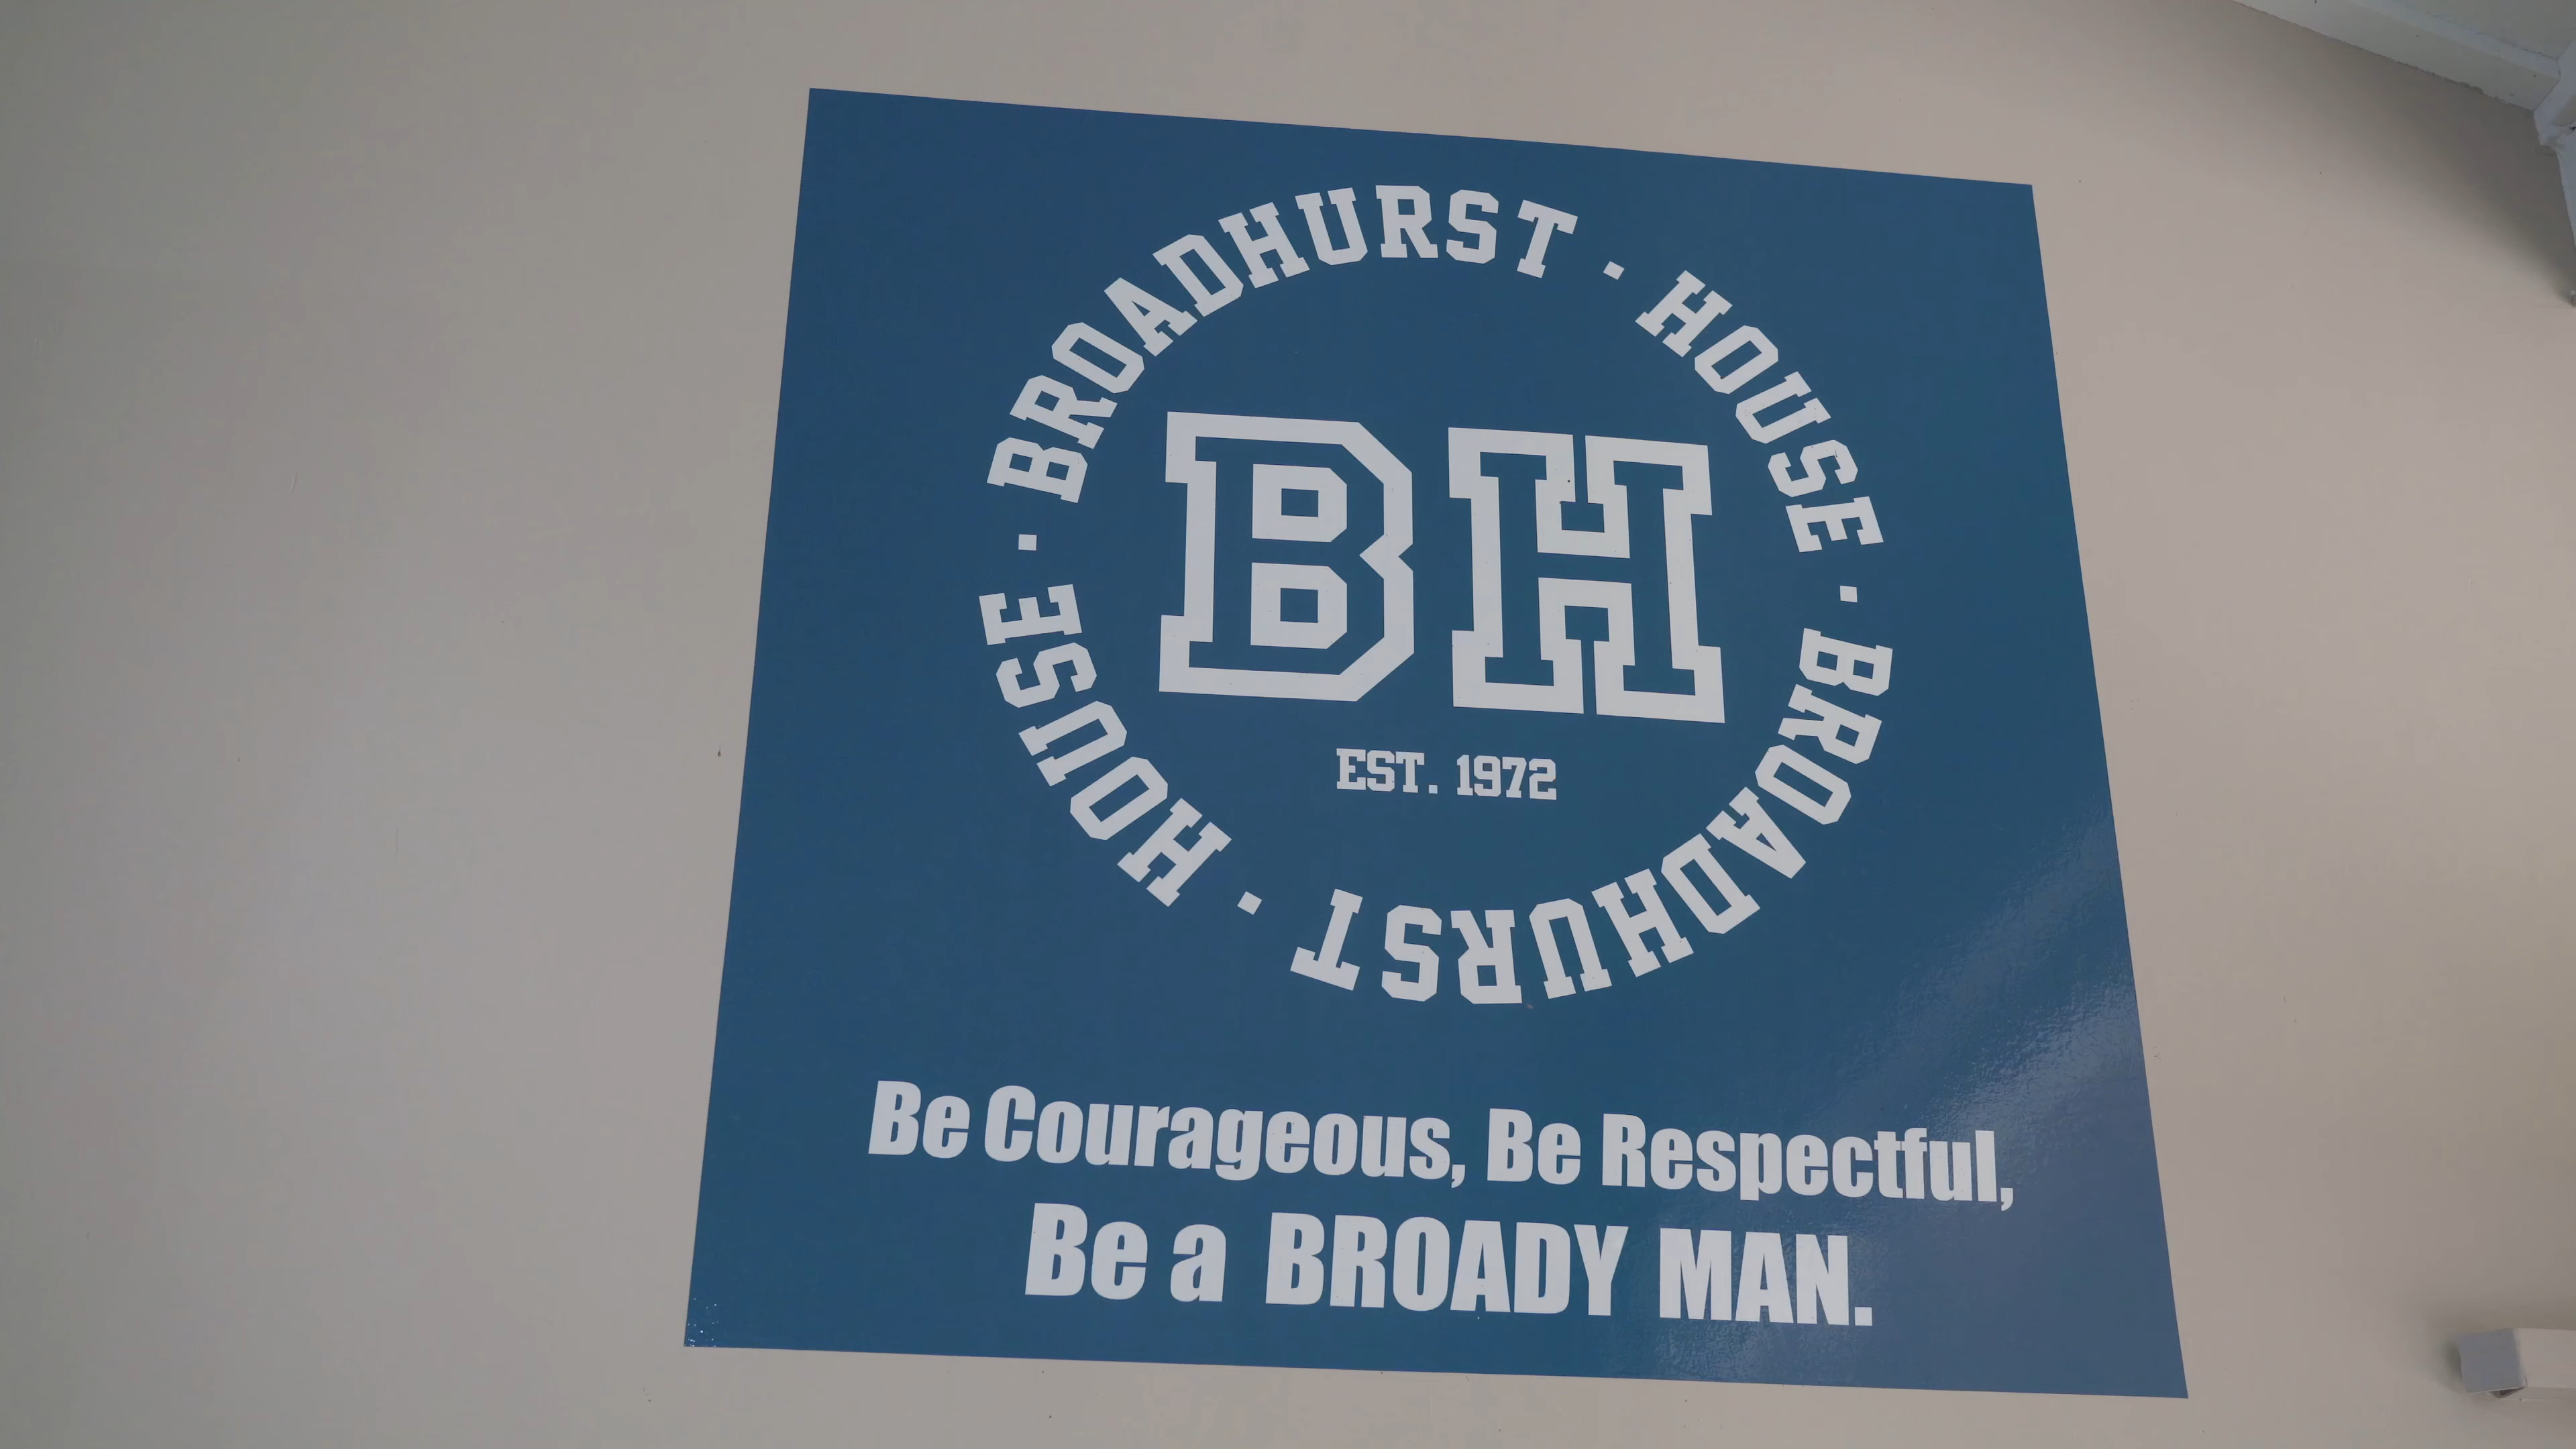 BROADHURST · HOUSE · BROADHURST · HOUSE ·
BH
EST. 1972
Be Courageous, Be Respectful,
Be a BROADY MAN.